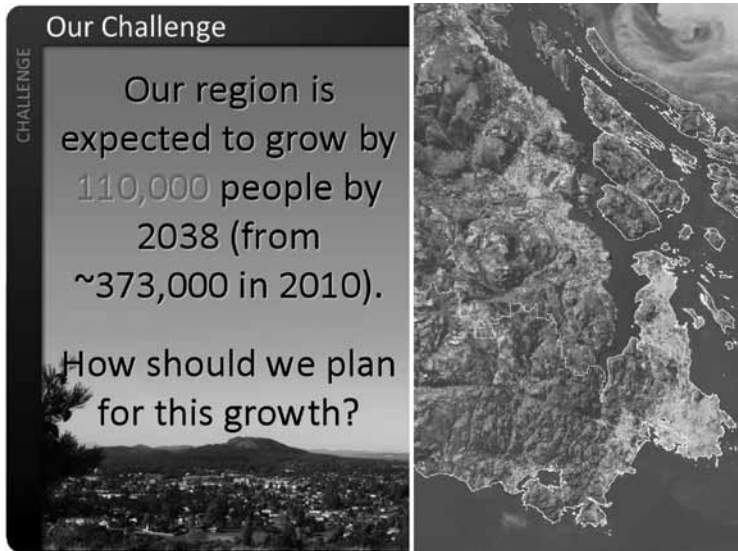 Our Challenge
CHALLENGE
Our region is
expected to grow by
110,000 people by
2038 (from
~373,000 in 2010).
How should we plan
for this growth?